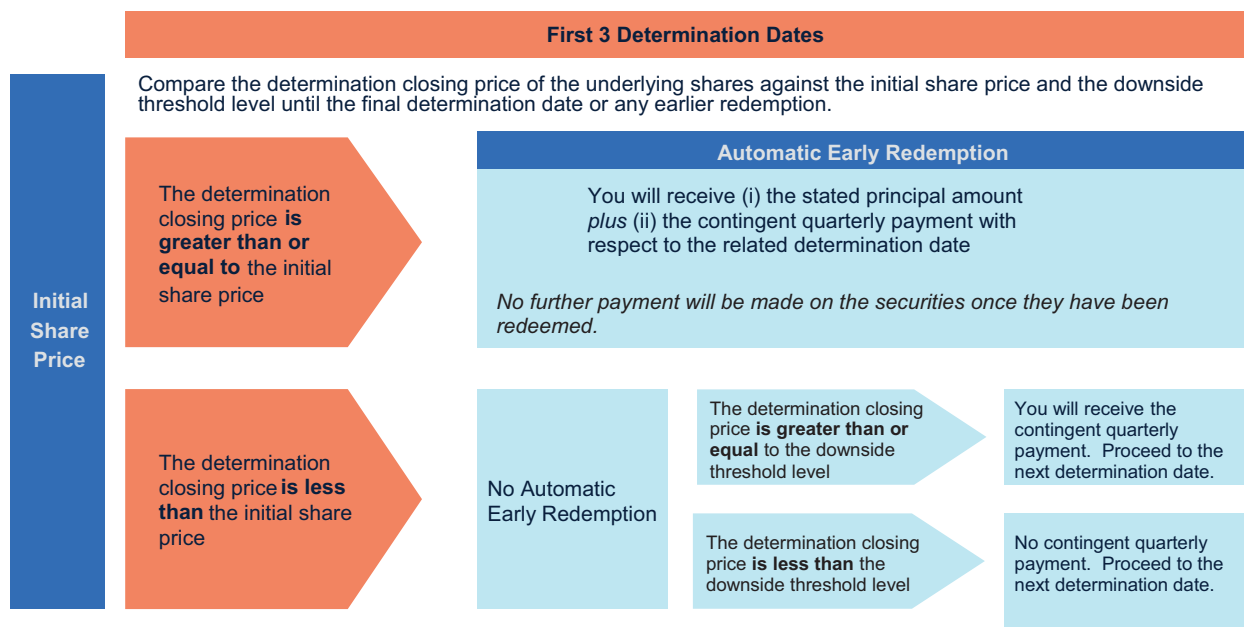 First 3 Determination Dates
Compare the determination closing price of the underlying shares against the initial share price and the downside
threshold level until the final determination date or any earlier redemption.
Initial
Share
Price
The determination
closing price is
greater than or
equal to the initial
share price
Automatic Early Redemption
You will receive (i) the stated principal amount
plus (ii) the contingent quarterly payment with
respect to the related determination date
No further payment will be made on the securities once they have been
redeemed.
The determination
closing price is less
than the initial share
price
No Automatic
Early Redemption
The determination closing
price is greater than or
equal to the downside
threshold level
You will receive the
contingent quarterly
payment. Proceed to the
next determination date.
The determination closing
price is less than the
downside threshold level
No contingent quarterly
payment. Proceed to the
next determination date.